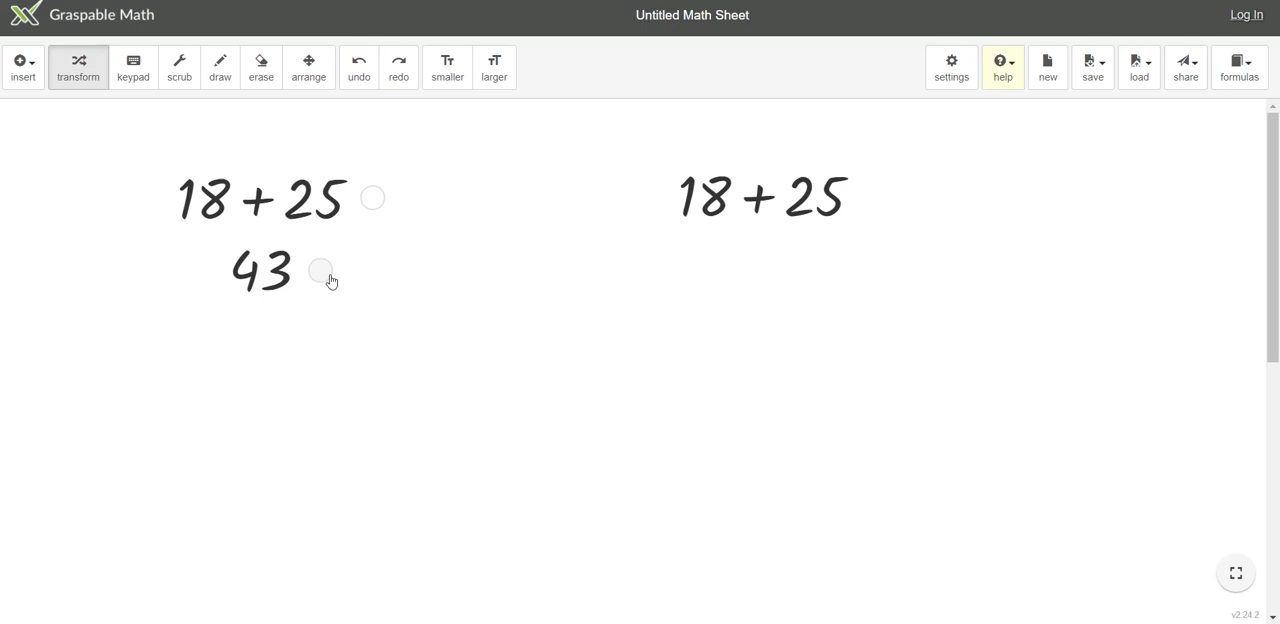 Graspable Math Untitled Math Sheet Log In
insert transform keypad scrub draw erase arrange undo redo smaller larger settings help new save load share formulas
18 + 25 18 + 25
43
v2.24.2